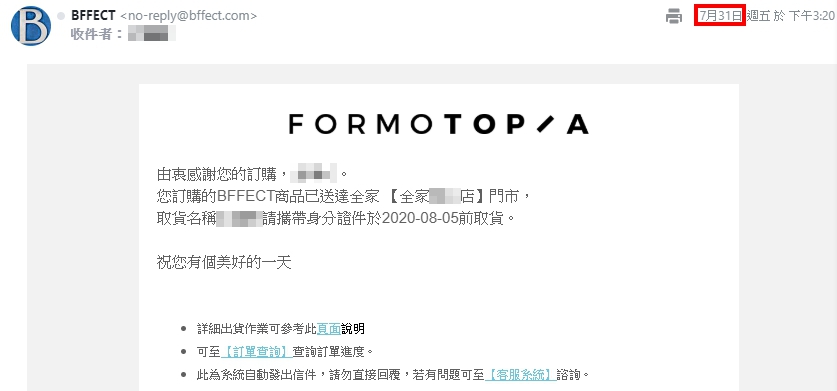 BFFECT <no-reply@bffect.com>
7月31日 週五 於 下午3:20
收件者：
FORMOTOPIA
由衷感謝您的訂購，。
您訂購的BFFECT商品已送達全家 【全家店】門市，
取貨名稱請攜帶身分證件於2020-08-05前取貨。
祝您有個美好的一天
詳細出貨作業可參考此頁面說明
可至【訂單查詢】查詢訂單進度。
此為系統自動發出信件，請勿直接回覆，若有問題可至【客服系統】諮詢。